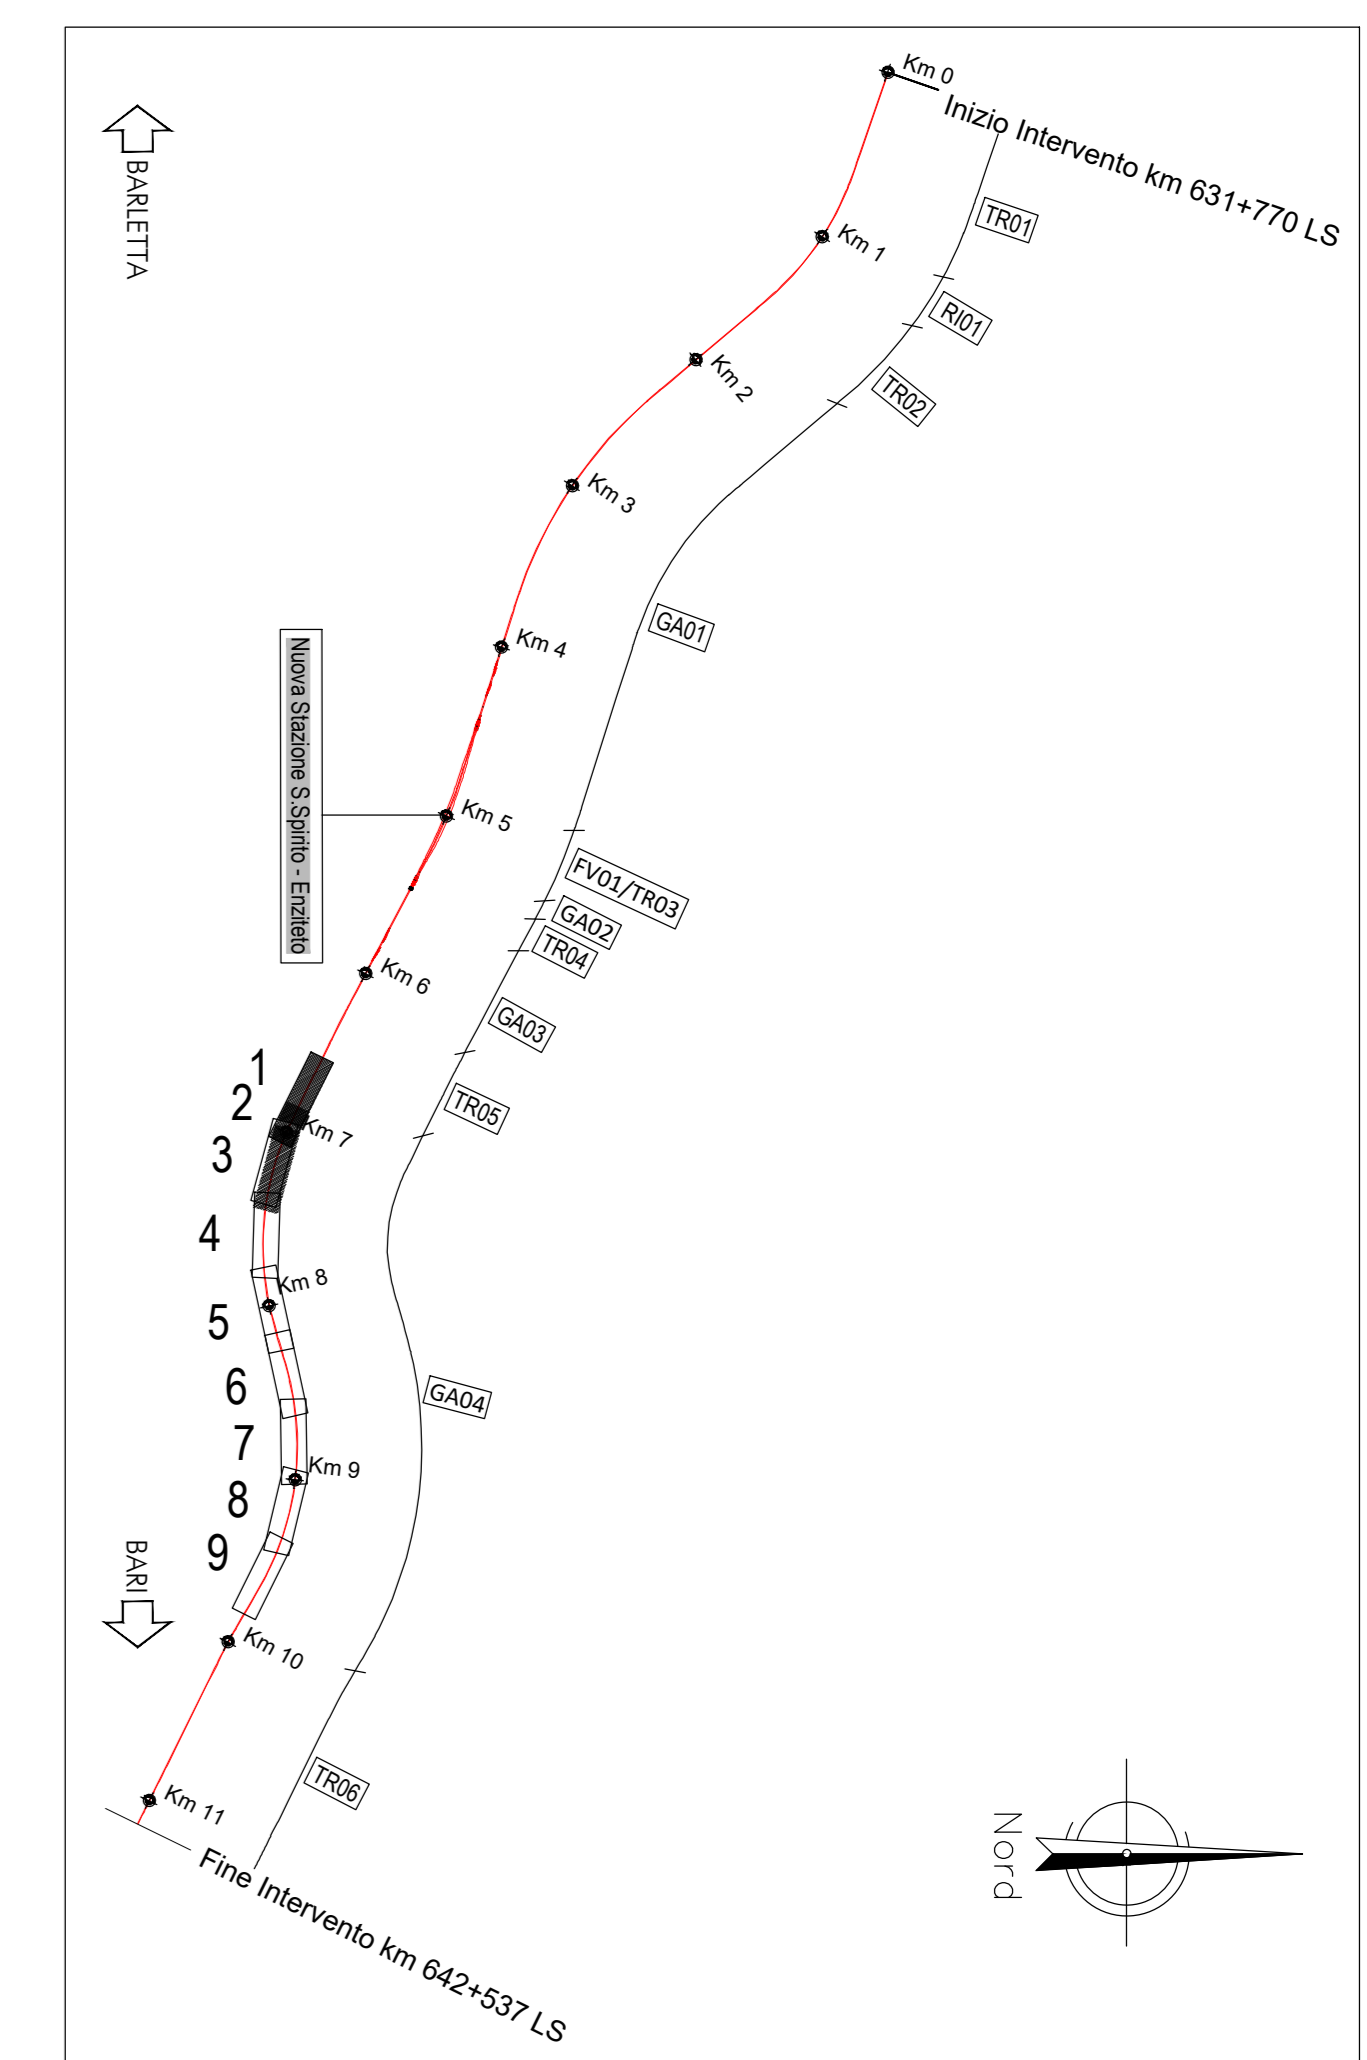 Km 0
Inizio Intervento km 631+770 LS
BARLETTA
TR01
Km 1
RI01
Km 2
TR02
Km 3
GA01
Km 4
Nuova Stazione S.Spirito - Enziteto
Km 5
FV01/TR03
GA02
TR04
Km 6
GA03
1
2
TR05
Km 7
3
4
Km 8
5
6
GA04
7
Km 9
8
9
BARI
Km 10
TR06
Km 11
Fine Intervento km 642+537 LS
Nord